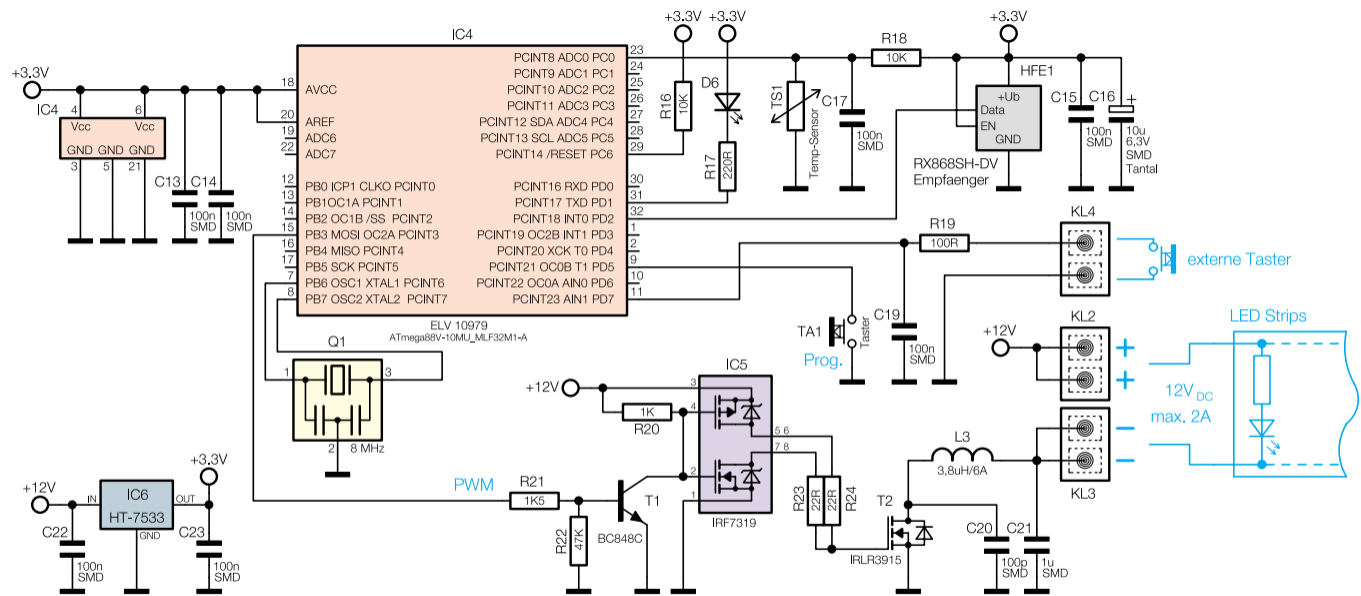 +3.3V
IC4
4
6
Vcc
Vcc
GND
GND
GND
3
5
21
C13
100n
SMD
C14
100n
SMD
IC4
18
AVCC
20
AREF
19
ADC6
22
ADC7
12
PB0 ICP1 CLKO PCINT0
13
PB1OC1A PCINT1
14
PB2 OC1B /SS PCINT2
15
PB3 MOSI OC2A PCINT3
16
PB4 MISO PCINT4
17
PB5 SCK PCINT5
7
PB6 OSC1 XTAL1 PCINT6
8
PB7 OSC2 XTAL2 PCINT7
PCINT8 ADC0 PC0
23
PCINT9 ADC1 PC1
24
PCINT10 ADC2 PC2
25
PCINT11 ADC3 PC3
26
PCINT12 SDA ADC4 PC4
27
PCINT13 SCL ADC5 PC5
28
PCINT14 /RESET PC6
29
PCINT16 RXD PD0
30
PCINT17 TXD PD1
31
PCINT18 INT0 PD2
32
PCINT19 OC2B INT1 PD3
1
PCINT20 XCK T0 PD4
2
PCINT21 OC0B T1 PD5
9
PCINT22 OC0A AIN0 PD6
10
PCINT23 AIN1 PD7
11
ELV 10979
ATmega88V-10MU_MLF32M1-A
+3.3V
R16
10K
+3.3V
D6
R17
220R
TS1
Temp-Sensor
C17
100n
SMD
R18
10K
+3.3V
HFE1
+Ub
Data
EN
GND
RX868SH-DV
Empfaenger
C15
100n
SMD
C16
+
10u
6,3V
SMD
Tantal
R19
100R
C19
100n
SMD
TA1
Taster
Prog.
KL4
externe Taster
KL2
+12V
+
+
12VDC
max. 2A
−
−
KL3
LED Strips
Q1
1
3
2
8 MHz
+12V
IN
IC6
HT-7533
OUT
GND
+3.3V
C22
100n
SMD
C23
100n
SMD
PWM
R21
1K5
R22
47K
T1
BC848C
+12V
1K
R20
IC5
3
4
5 6
7 8
2
1
IRF7319
R23
22R
22R
R24
T2
IRLR3915
L3
3,8uH/6A
C20
100p
SMD
C21
1u
SMD